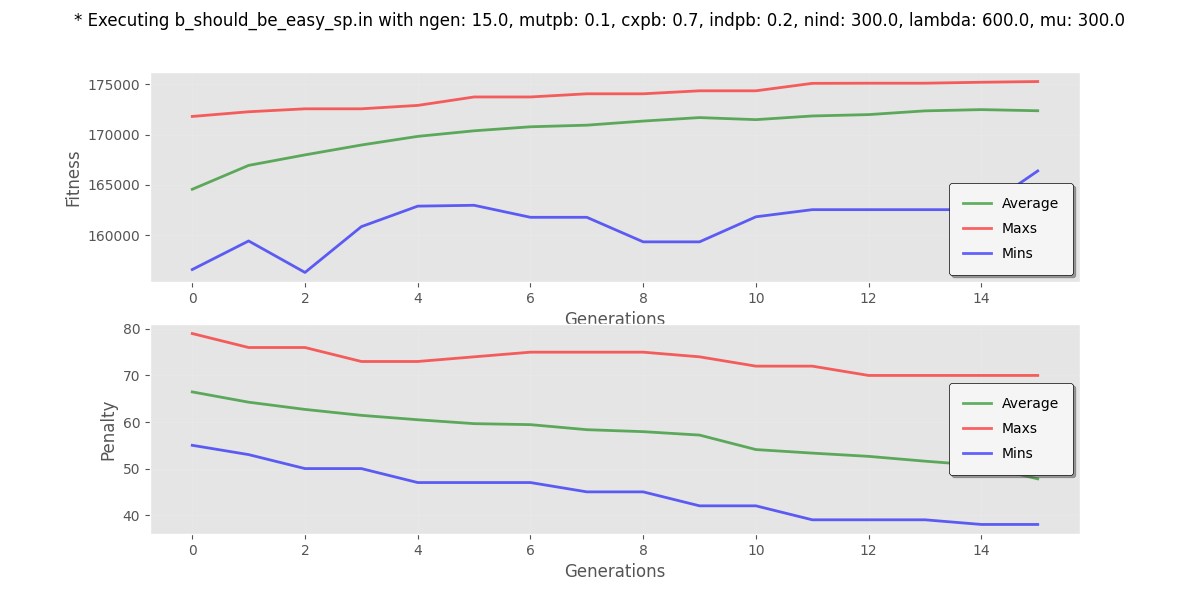 * Executing b_should_be_easy_sp.in with ngen: 15.0, mutpb: 0.1, cxpb: 0.7, indpb: 0.2, nind: 300.0, lambda: 600.0, mu: 300.0
175000
170000
165000
160000
Fitness
Average
Maxs
Mins
0 2 4 6 8 10 12 14
Generations
80
70
60
50
40
Penalty
Average
Maxs
Mins
0 2 4 6 8 10 12 14
Generations